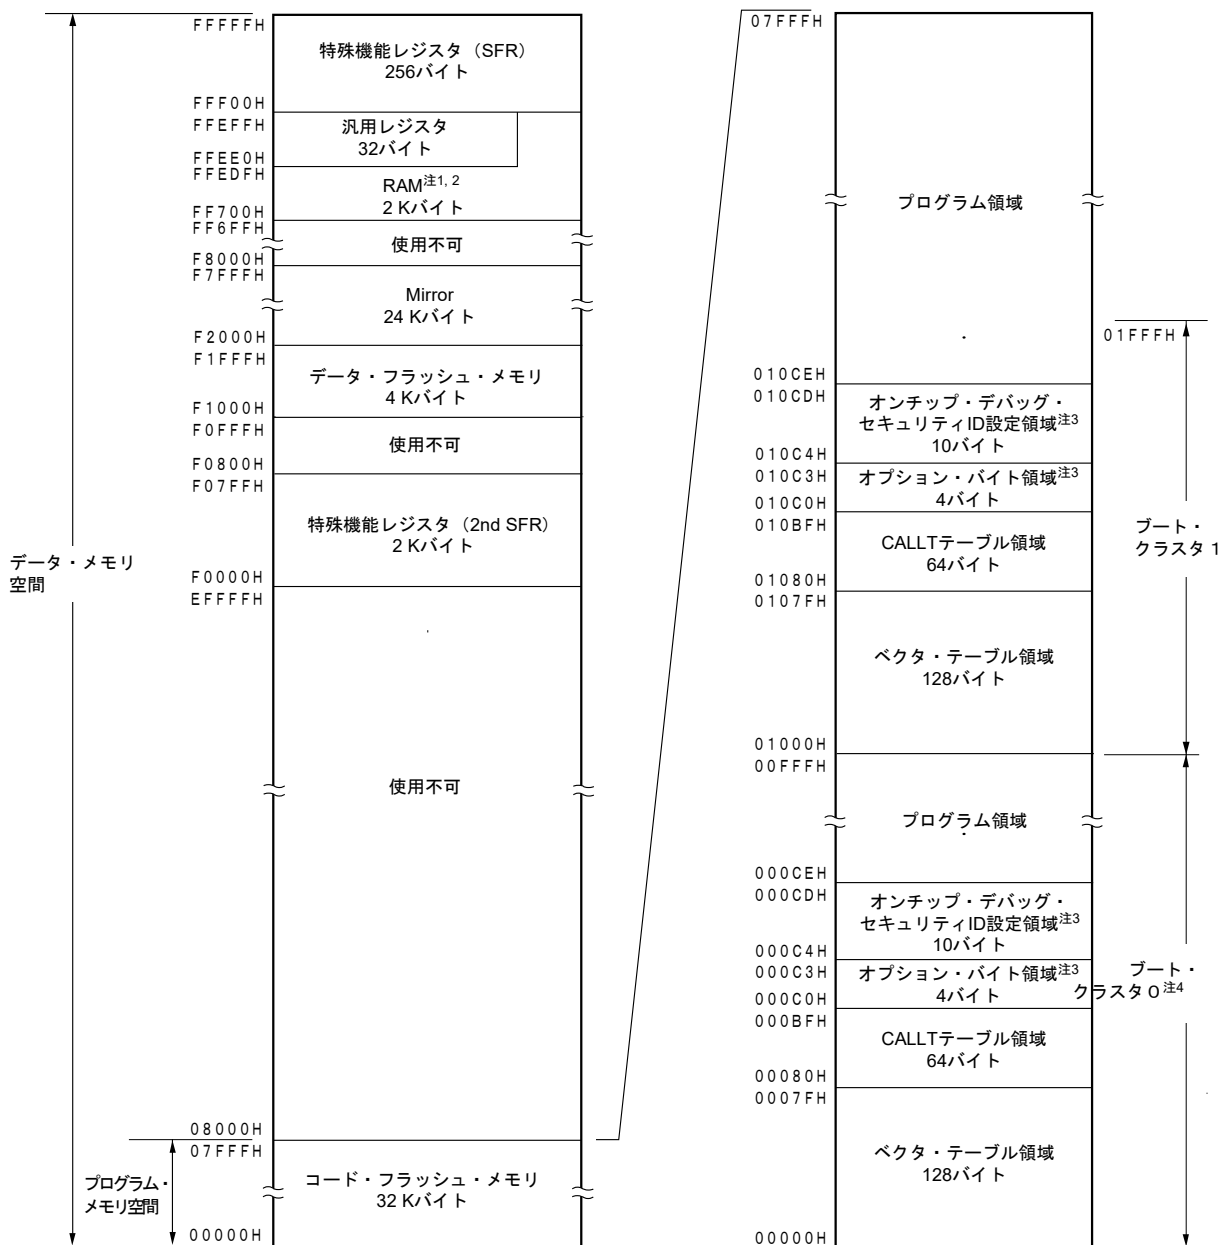 FFFFFH
特殊機能レジスタ（SFR）
256バイト
FFF00H
FFEFFH
汎用レジスタ
32バイト
FFEE0H
FFEDFH
RAM注1, 2
2 Kバイト
FF700H
FF6FFH
使用不可
F8000H
F7FFFH
Mirror
24 Kバイト
F2000H
F1FFFH
データ・フラッシュ・メモリ
4 Kバイト
F1000H
F0FFFH
使用不可
F0800H
F07FFH
特殊機能レジスタ（2nd SFR）
2 Kバイト
データ・メモリ
空間
F0000H
EFFFFH
使用不可
08000H
07FFFH
コード・フラッシュ・メモリ
32 Kバイト
プログラム・
メモリ空間
00000H
07FFFH
プログラム領域
01FFFH
010CEH
010CDH
オンチップ・デバッグ・
セキュリティID設定領域注3
10バイト
010C4H
010C3H
オプション・バイト領域注3
4バイト
010C0H
010BFH
CALLTテーブル領域
64バイト
ブート・
クラスタ１
01080H
0107FH
ベクタ・テーブル領域
128バイト
01000H
00FFFH
プログラム領域
000CEH
000CDH
オンチップ・デバッグ・
セキュリティID設定領域注3
10バイト
000C4H
000C3H
オプション・バイト領域注3
4バイト
ブート・
クラスタ０注4
000C0H
000BFH
CALLTテーブル領域
64バイト
00080H
0007FH
ベクタ・テーブル領域
128バイト
00000H